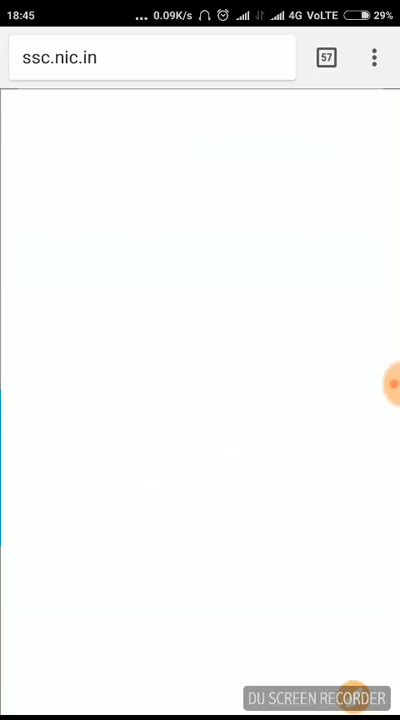 18:45 ... 0.09K/s 4G VoLTE 29%
ssc.nic.in 57
DU SCREEN RECORDER